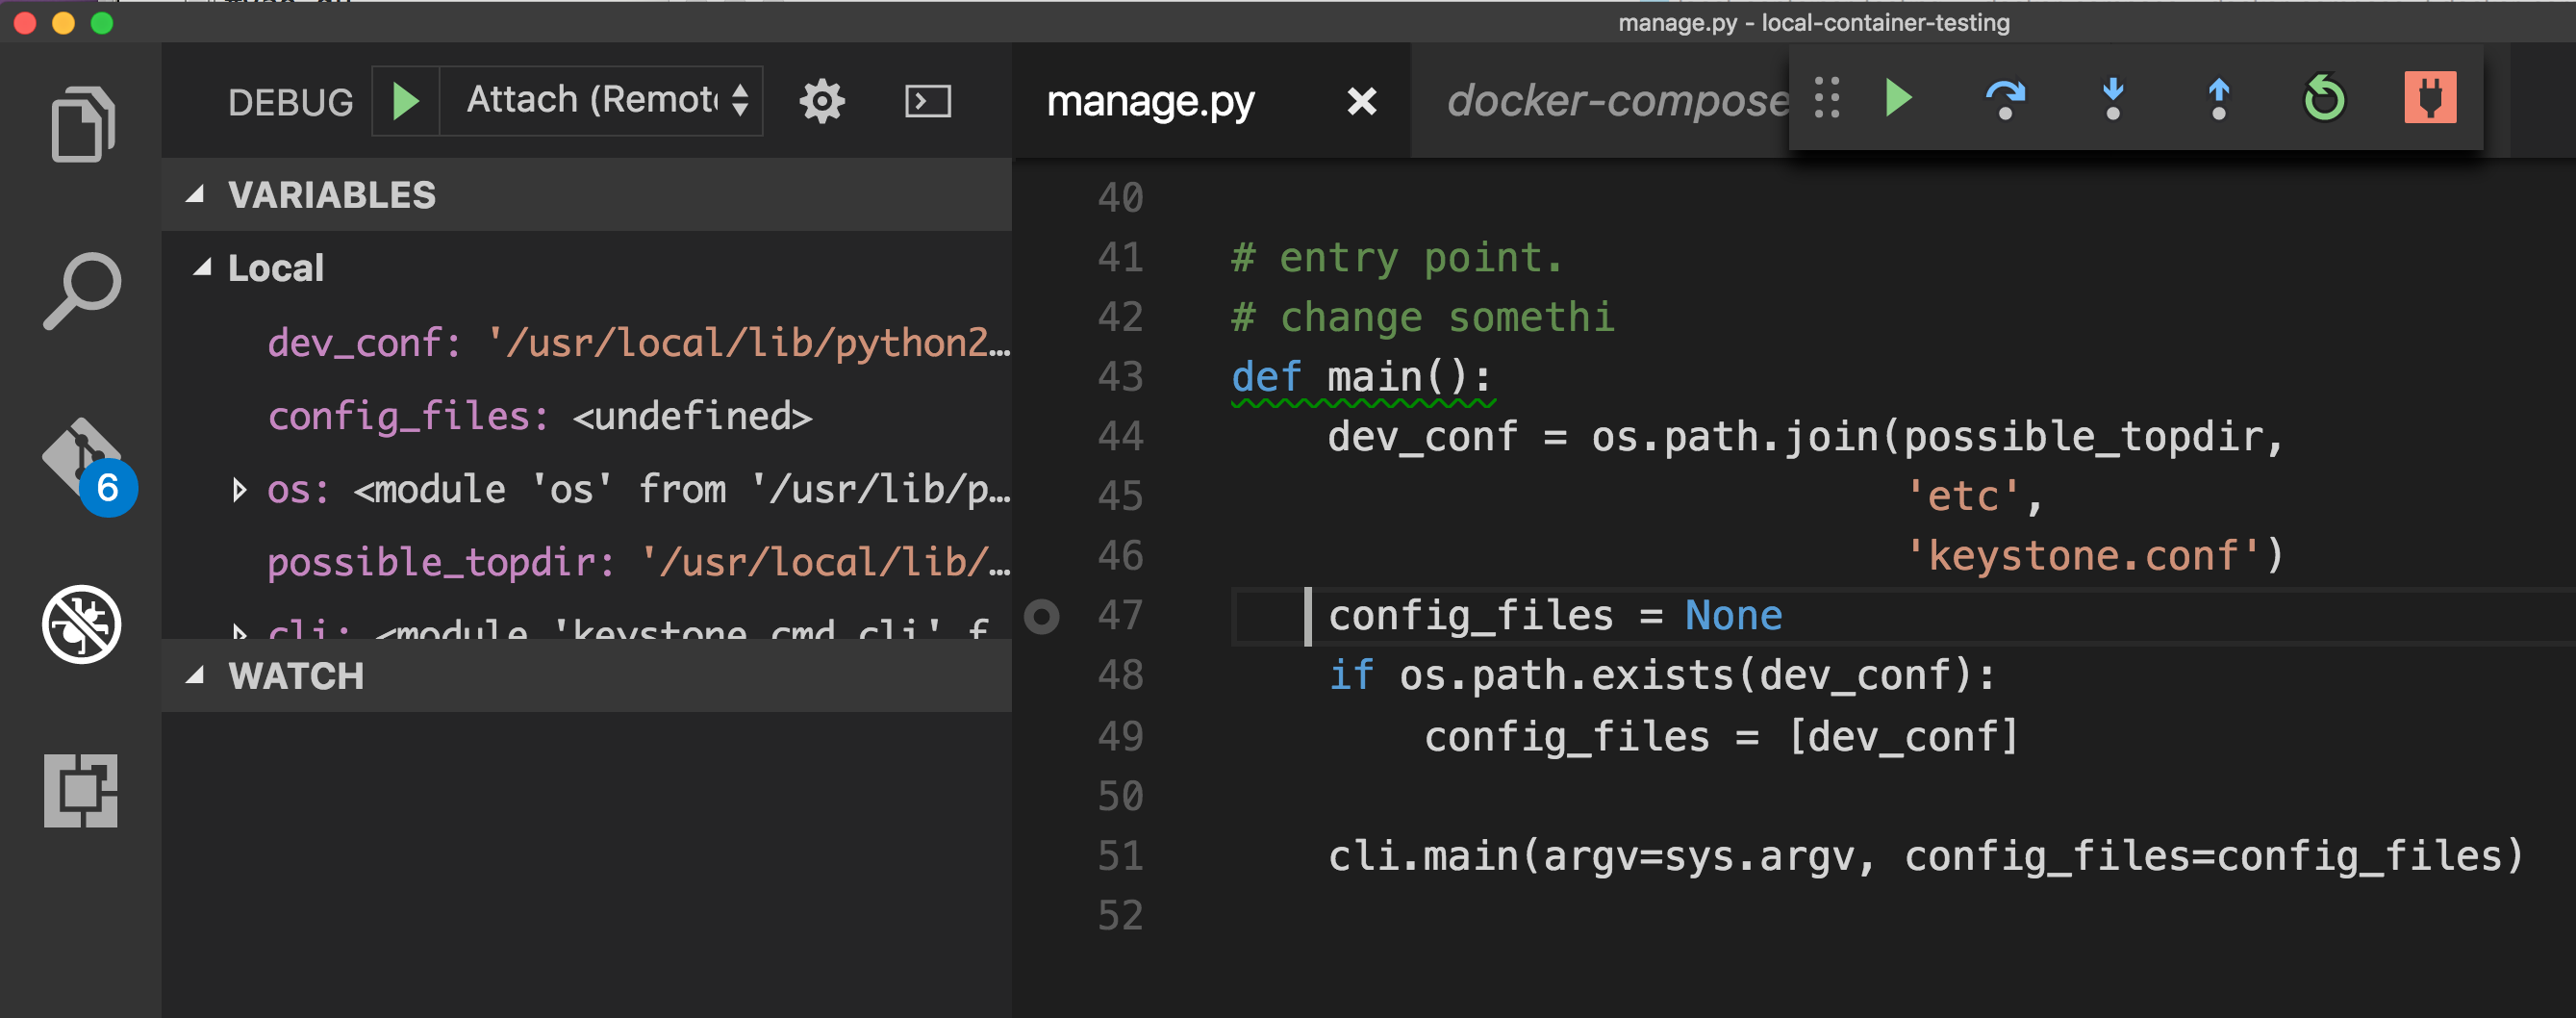 manage.py - local-container-testing
DEBUG
Attach (Remot
manage.py
docker-compose
VARIABLES
Local
dev_conf: '/usr/local/lib/python2…
config_files: <undefined>
os: <module 'os' from '/usr/lib/p…
possible_topdir: '/usr/local/lib/…
cli: <module 'keystone.cmd.cli' f
WATCH
6
40
41 # entry point.
42 # change somethi
43 def main():
44 dev_conf = os.path.join(possible_topdir,
45 'etc',
46 'keystone.conf')
47 config_files = None
48 if os.path.exists(dev_conf):
49 config_files = [dev_conf]
50
51 cli.main(argv=sys.argv, config_files=config_files)
52